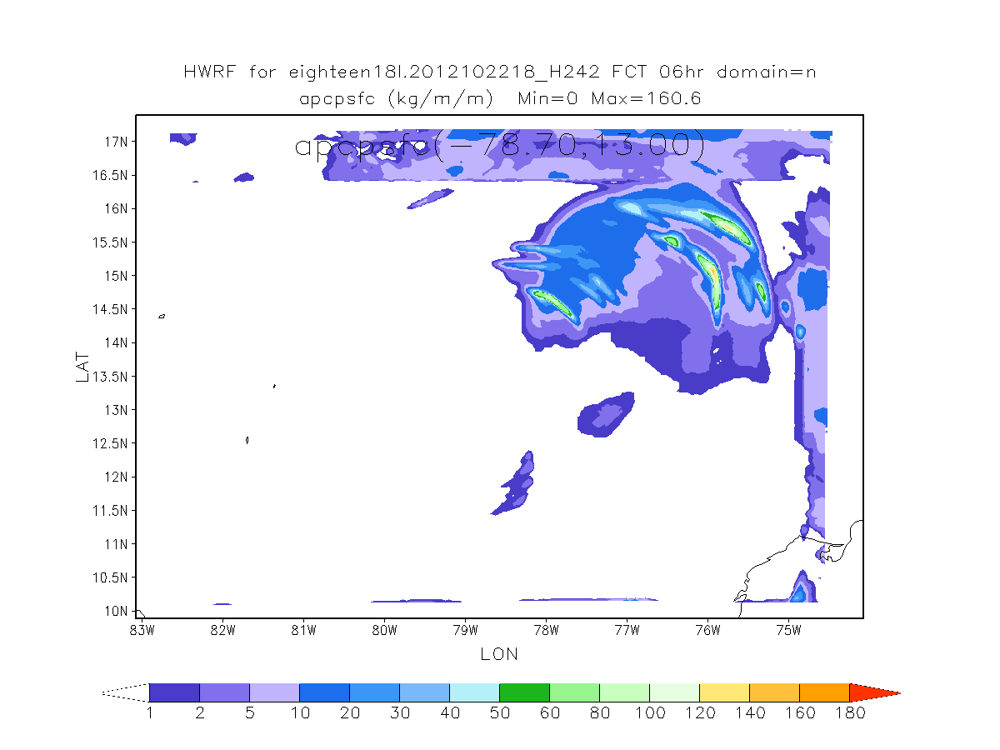 HWRF for eighteen18l.2012102218_H242 FCT 06hr domain=n
apcpsfc (kg/m/m)  Min=0 Max=160.6
apcpsfc(-78.70,13.00)
17N
16.5N
16N
15.5N
15N
14.5N
14N
13.5N
13N
12.5N
12N
11.5N
11N
10.5N
10N
LAT
83W 82W 81W 80W 79W 78W 77W 76W 75W
LON
1 2 5 10 20 30 40 50 60 80 100 120 140 160 180